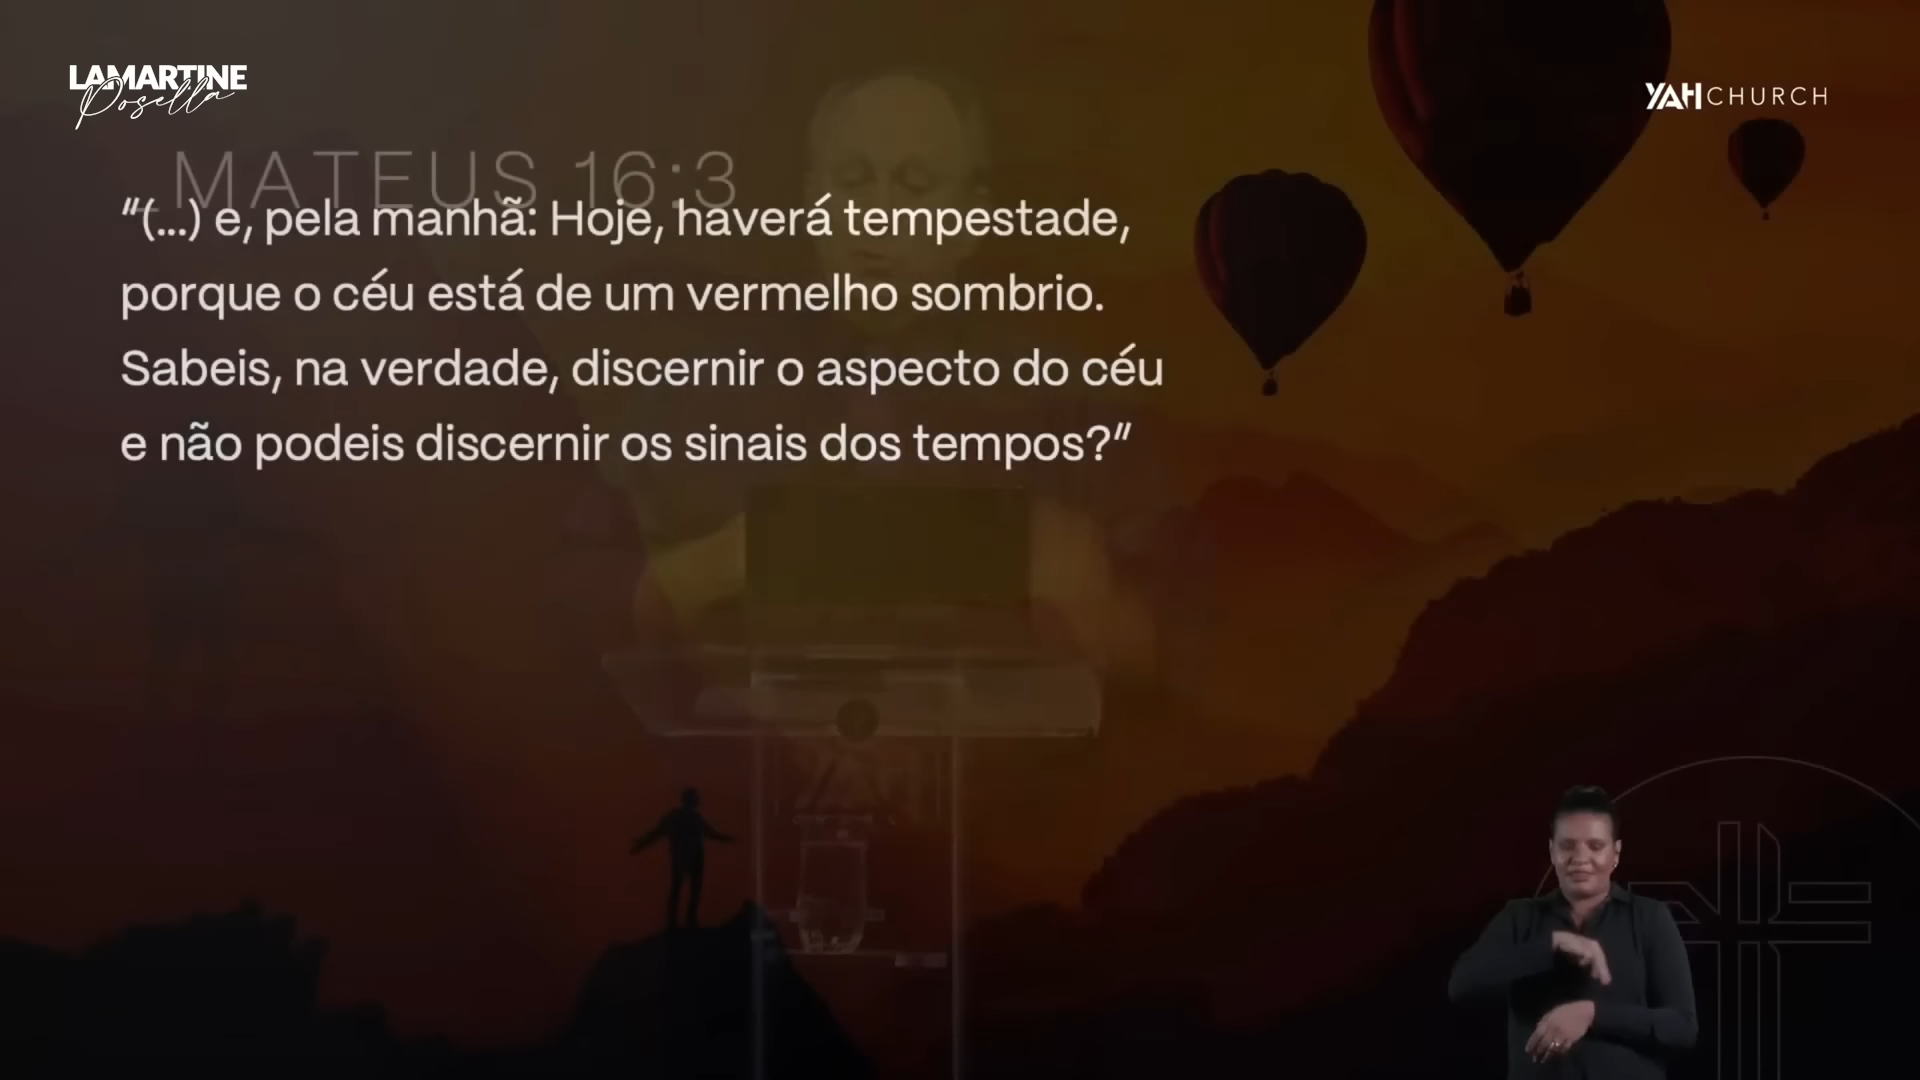 LAMARTINE
Posella
YAHCHURCH
MATEUS 16:3
"(...) e, pela manhã: Hoje, haverá tempestade,
porque o céu está de um vermelho sombrio.
Sabeis, na verdade, discernir o aspecto do céu
e não podeis discernir os sinais dos tempos?"
YAH